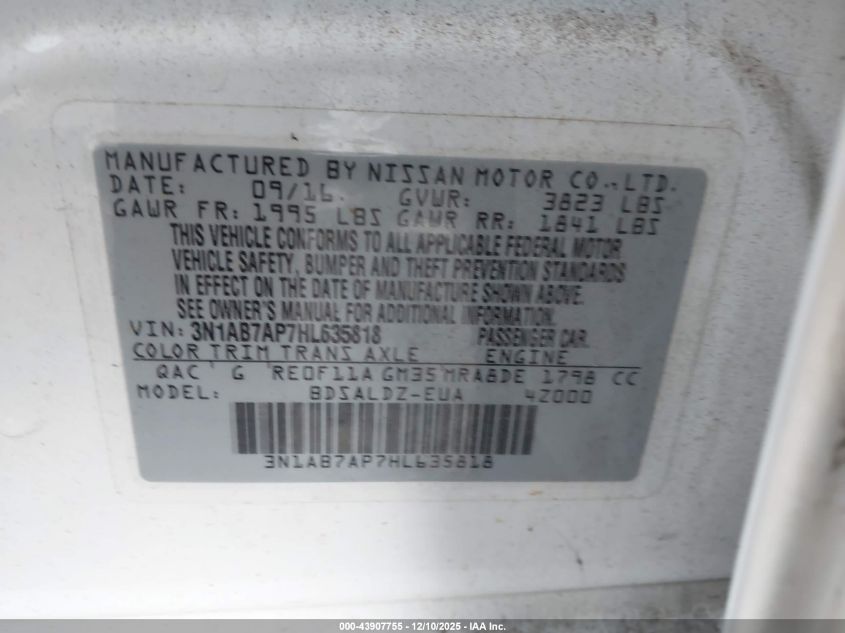 MANUFACTURED BY NISSAN MOTOR CO., LTD.
DATE: 09/16 GVWR: 3823 LBS
GAWR FR: 1995 LBS GAWR RR: 1841 LBS
THIS VEHICLE CONFORMS TO ALL APPLICABLE FEDERAL MOTOR
VEHICLE SAFETY, BUMPER AND THEFT PREVENTION STANDARDS
IN EFFECT ON THE DATE OF MANUFACTURE SHOWN ABOVE.
SEE OWNER'S MANUAL FOR ADDITIONAL INFORMATION.
VIN: 3N1AB7AP7HL635818 PASSENGER CAR.
COLOR TRIM TRANS AXLE ENGINE
QAC G RE0F11A GM35 MRA8DE 1798 CC
MODEL: BDSALDZ-EUA 4Z000
3N1AB7AP7HL635818
000-43907755 - 12/10/2025 - IAA Inc.